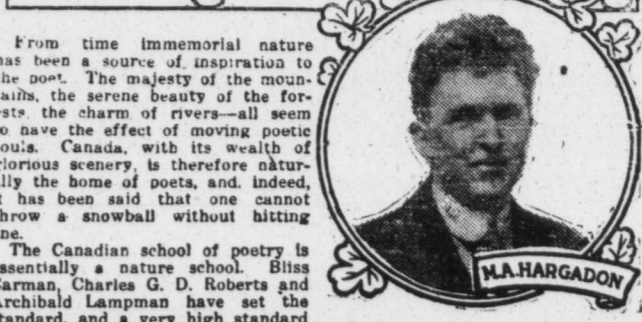 From time immemorial nature
has been a source of inspiration to
the poet. The majesty of the moun-
tains, the serene beauty of the for-
ests, the charm of rivers—all seem
to have the effect of moving poetic
souls. Canada, with its wealth of
glorious scenery, is therefore natur-
ally the home of poets, and, indeed,
it has been said that one cannot
throw a snowball without hitting
one.
The Canadian school of poetry is
essentially a nature school. Bliss
Carman, Charles G. D. Roberts and
Archibald Lampman have set the
standard, and a very high standard
M.A. HARGADON